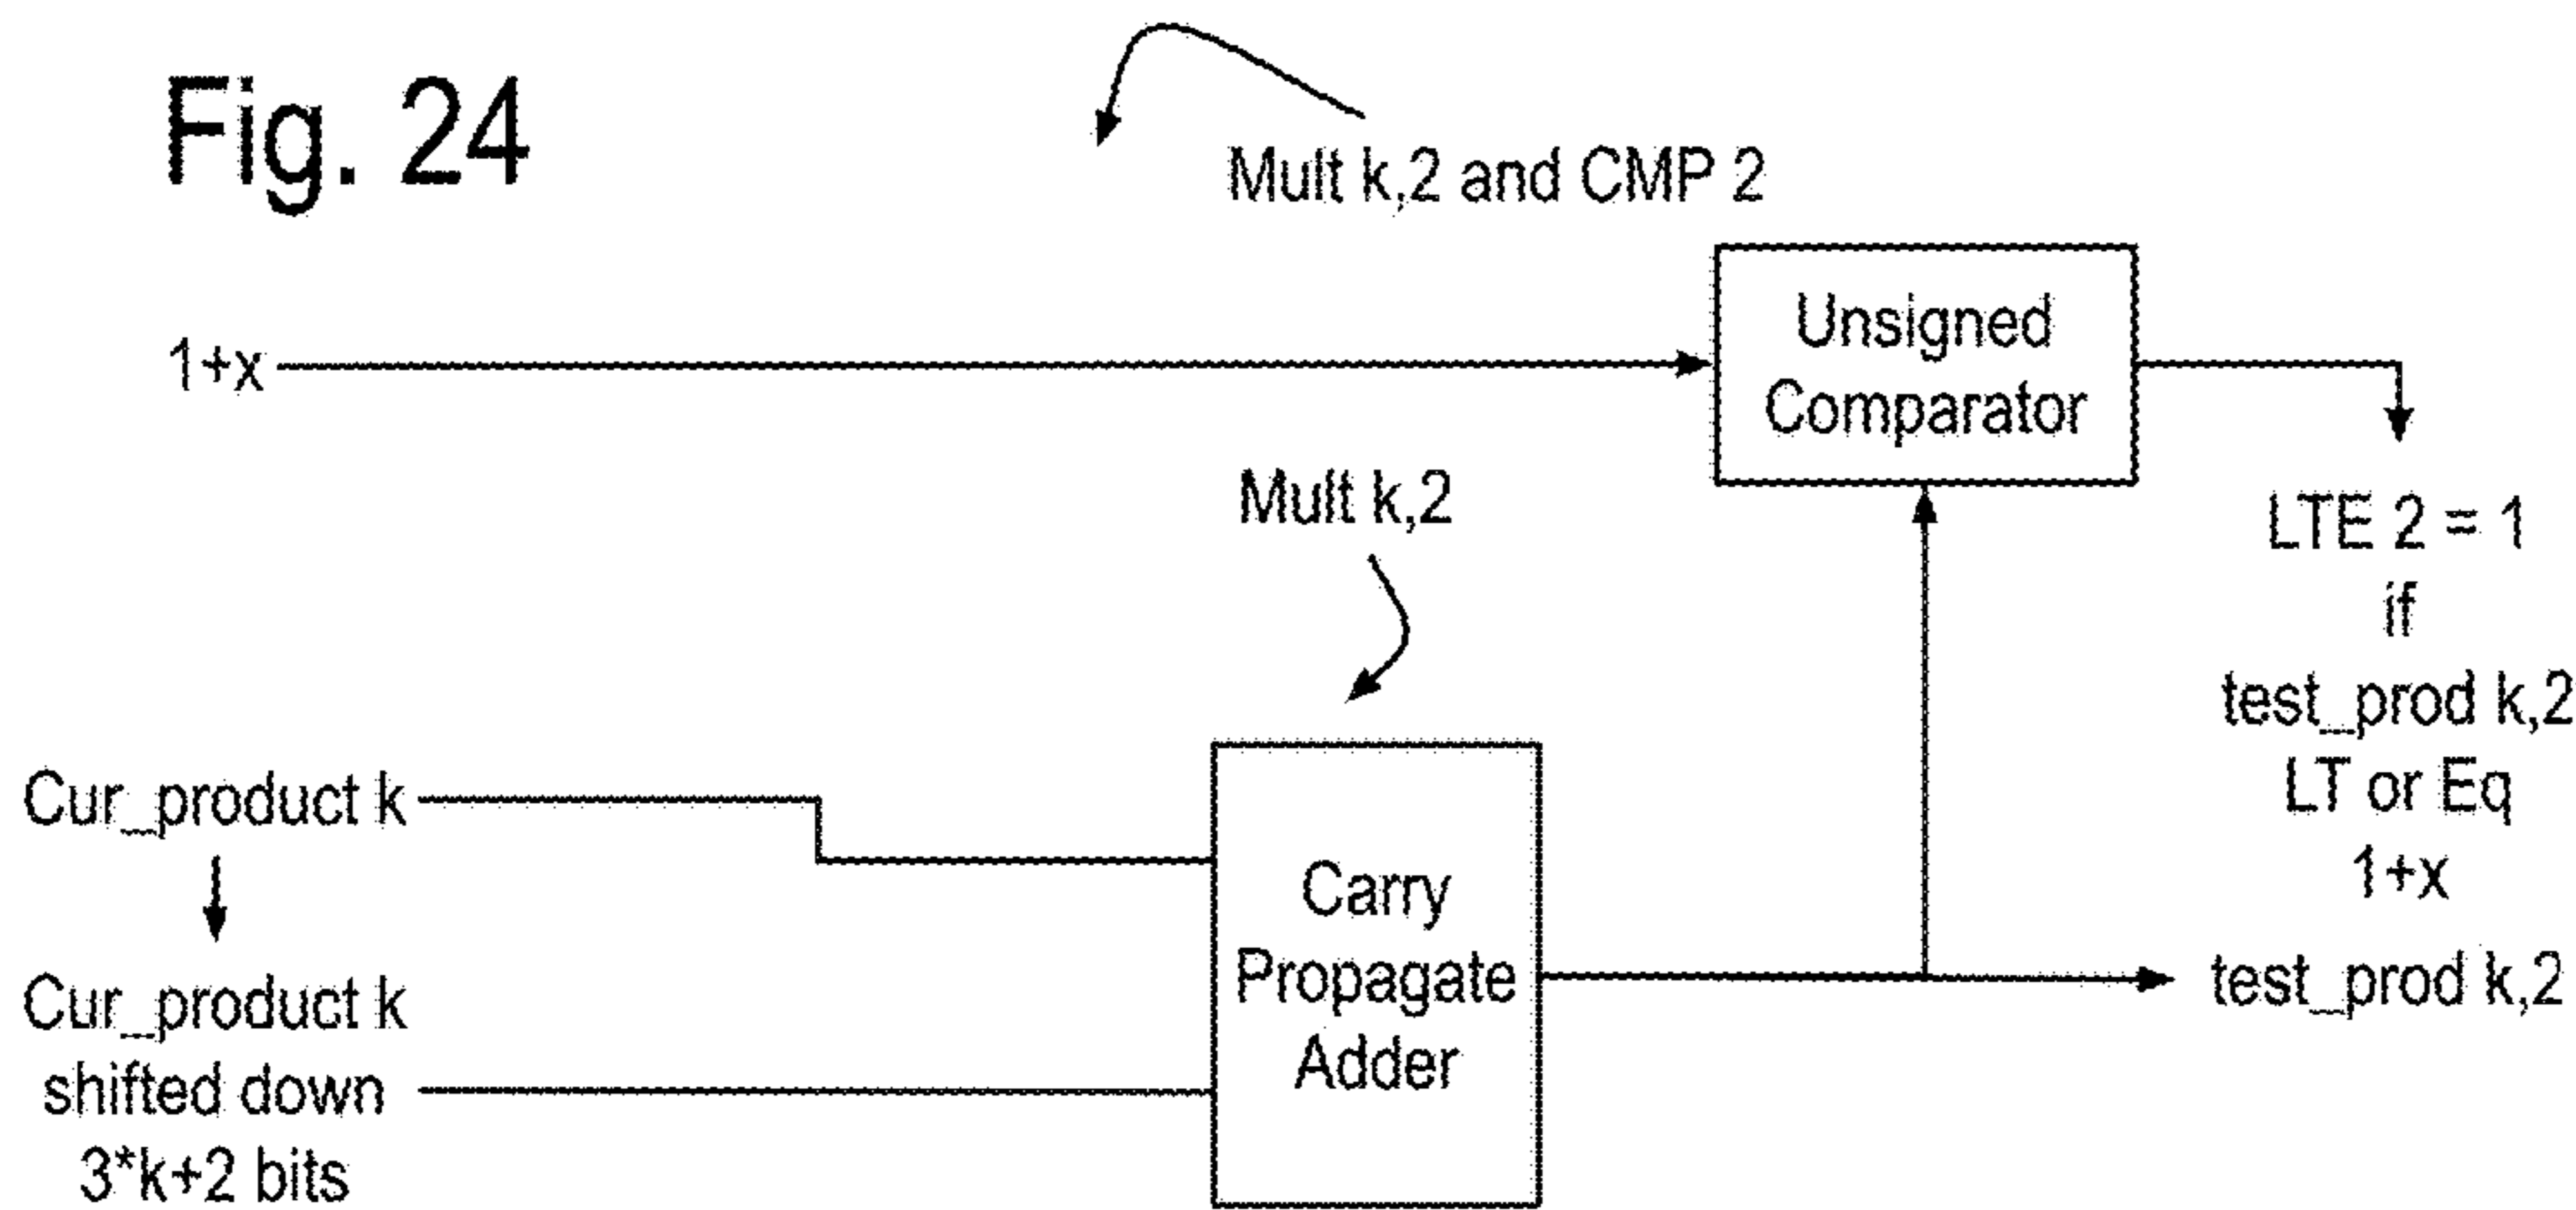 Fig. 24
Mult k,2 and CMP 2
Unsigned
Comparator
1+x
Mult k,2
LTE 2 = 1
if
test_prod k,2
LT or Eq
1+x
Cur_product k
Cur_product k
shifted down
3*k+2 bits
Carry
Propagate
Adder
test_prod k,2